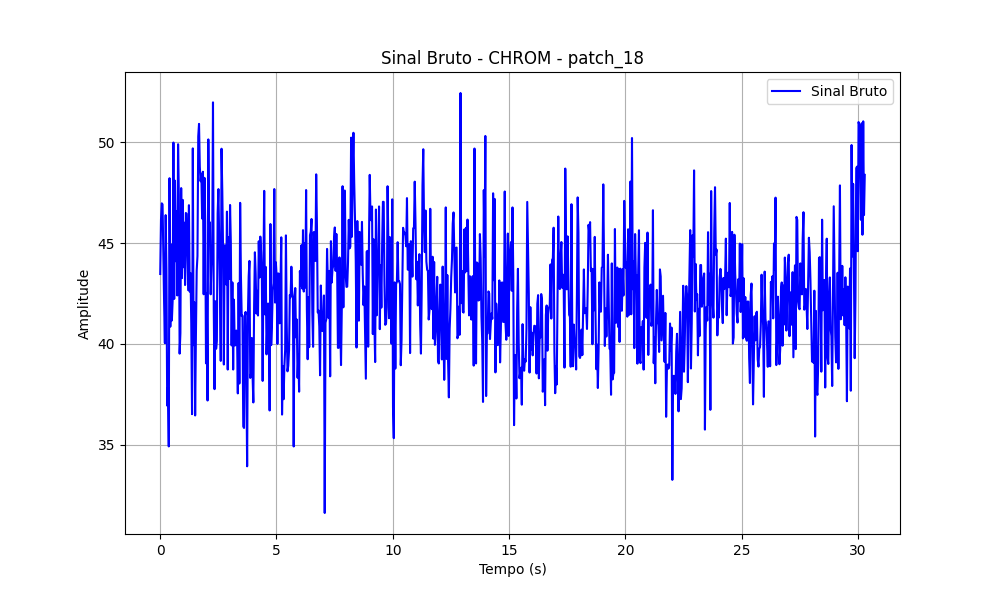 Sinal Bruto - CHROM - patch_18
Sinal Bruto
Amplitude
50
45
40
35
0 5 10 15 20 25 30
Tempo (s)